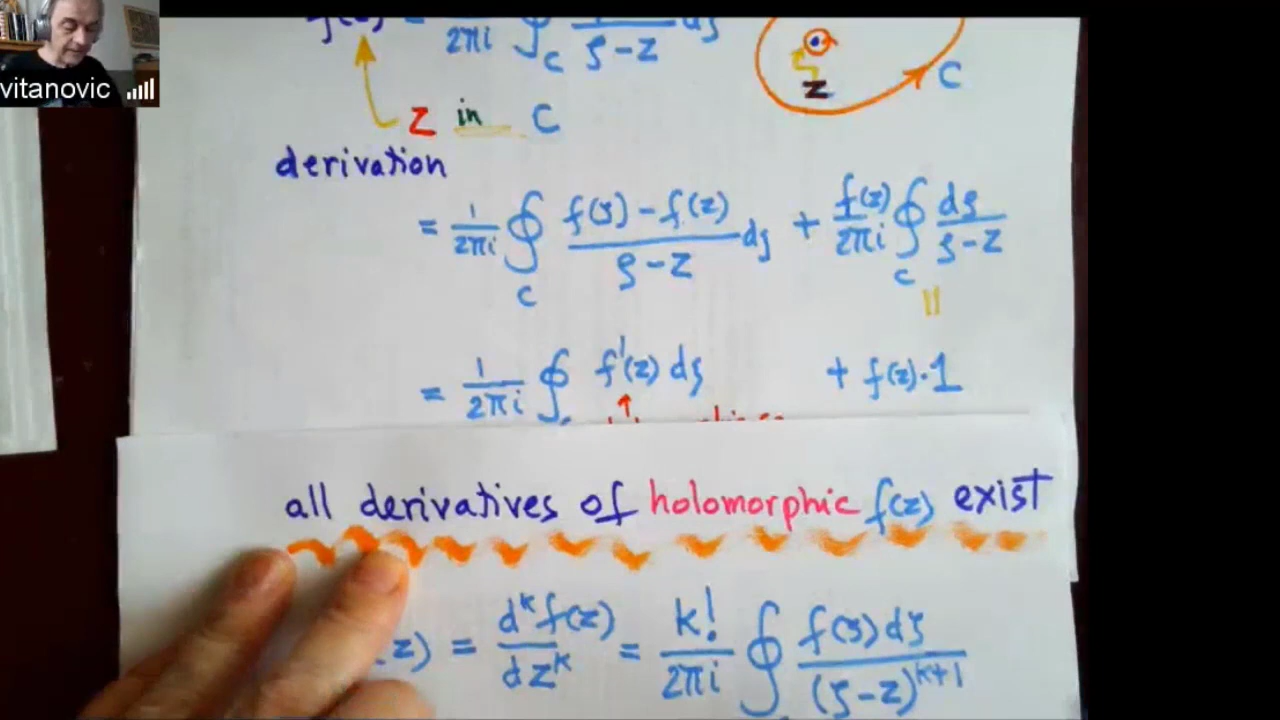 vitanovic
f(z) = 1/2πi ∮_C 1/ζ-z dζ
z
C
z in C
derivation
= 1/2πi ∮_C f(ζ)-f(z)/ζ-z dζ + f(z)/2πi ∮_C dζ/ζ-z
||
= 1/2πi ∮ f'(z) dζ + f(z)·1
all derivatives of holomorphic f(z) exist
z) = d^k f(z)/dz^k = k!/2πi ∮ f(ζ)dζ/(ζ-z)^k+1